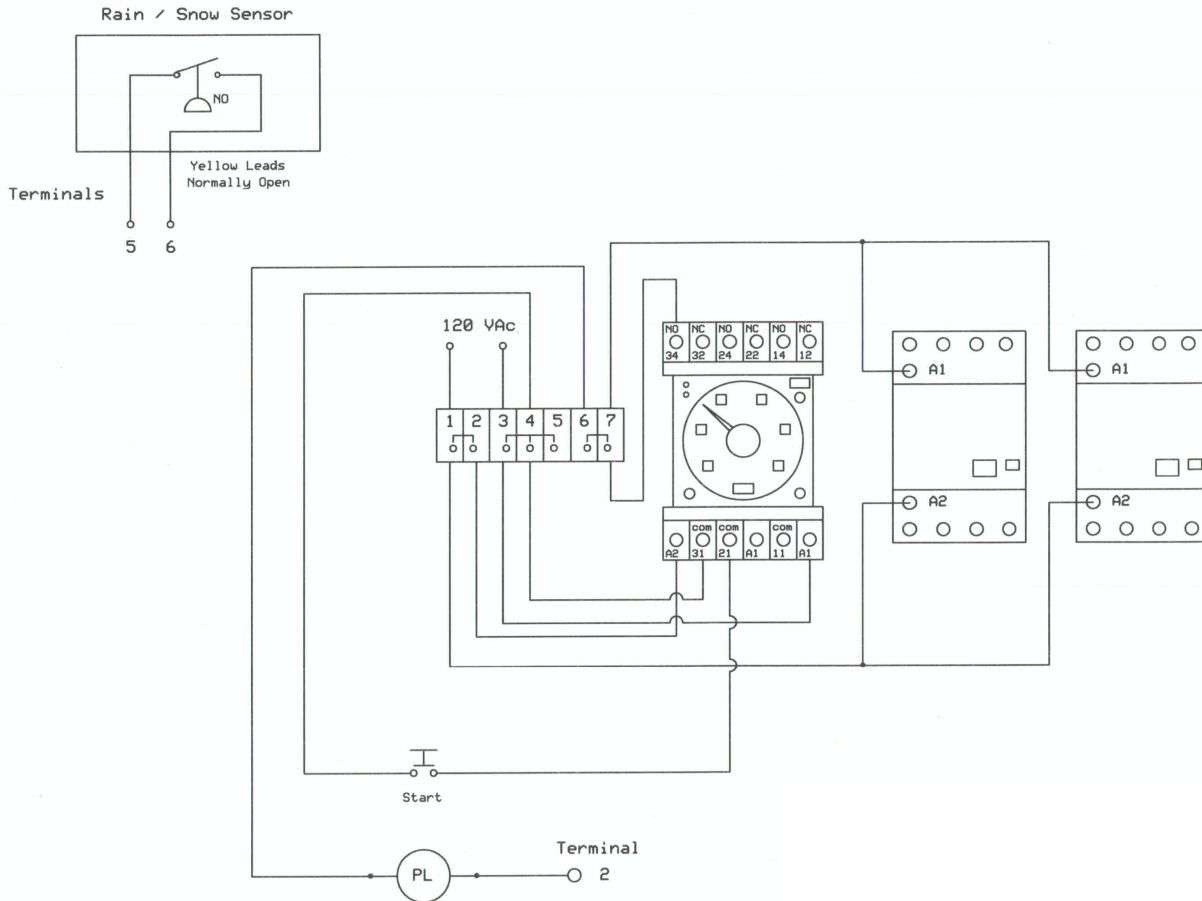 Rain / Snow Sensor
NO
Yellow Leads
Normally Open
Terminals
5 6
120 VAc
1 2 3 4 5 6 7
NO NC NO NC NO NC
34 32 24 22 14 12
A1
A1
A2
A2
com com com
A2 31 21 A1 11 A1
Start
Terminal
PL
2